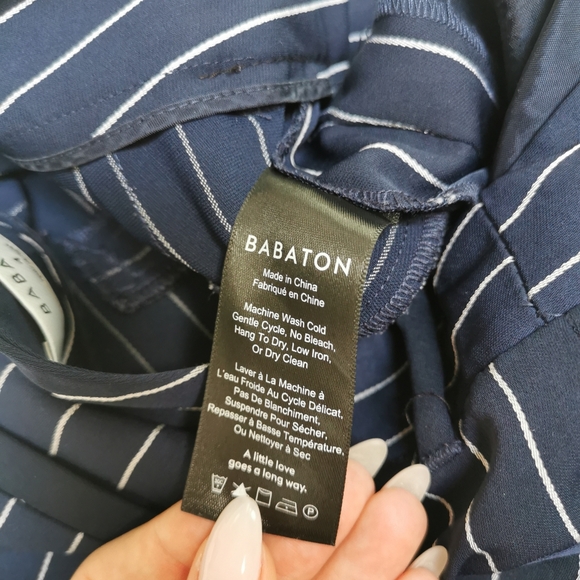 BABATON
Made in China
Fabriqué en Chine
Machine Wash Cold
Gentle Cycle, No Bleach,
Hang To Dry, Low Iron,
Or Dry Clean
Laver à La Machine à
L'eau Froide Au Cycle Délicat,
Pas De Blanchiment,
Suspendre Pour Sécher,
Repasser à Basse Température.
Ou Nettoyer à Sec
A little love
goes a long way.
P
BABA